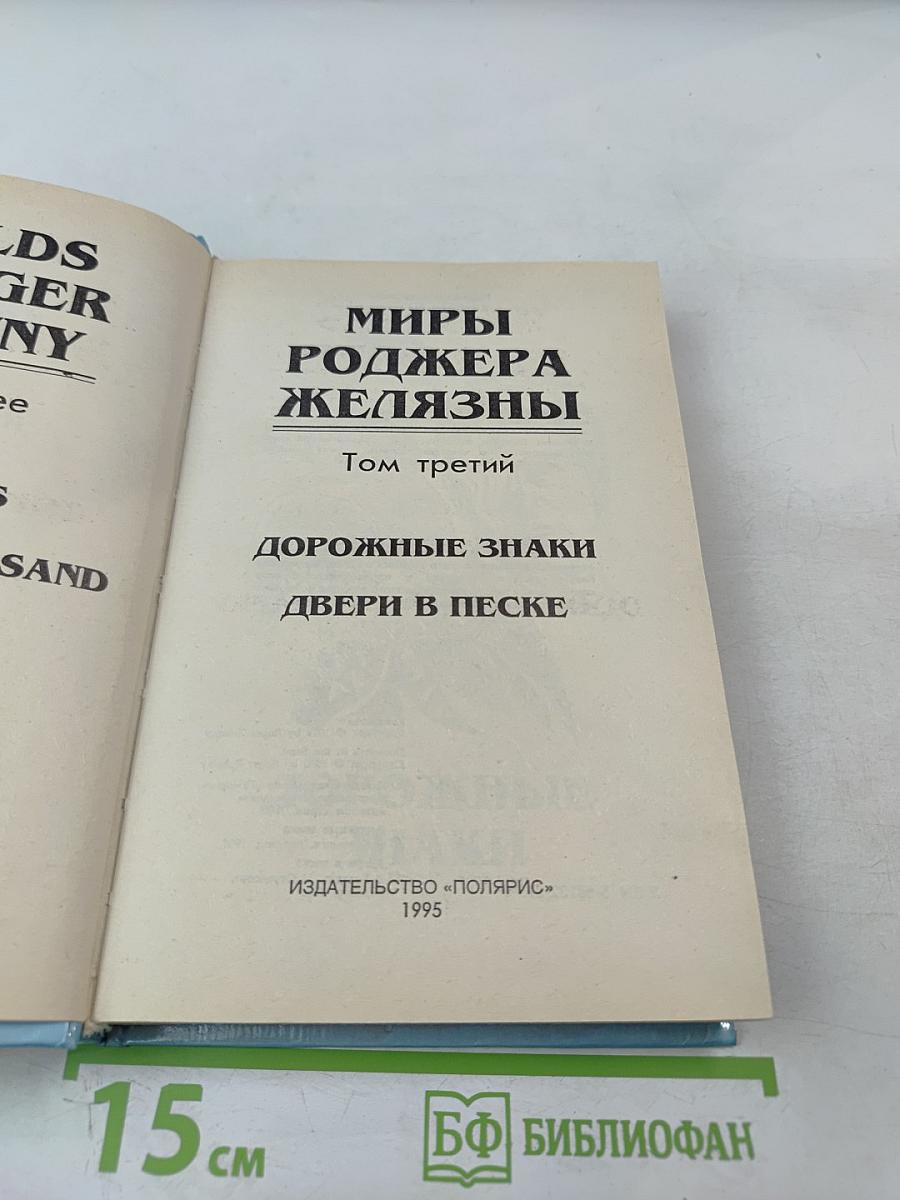 LDS
GER
NY
ee
S
SAND
МИРЫ
РОДЖЕРА
ЖЕЛЯЗНЫ
Том третий
ДОРОЖНЫЕ ЗНАКИ
ДВЕРИ В ПЕСКЕ
ИЗДАТЕЛЬСТВО «ПОЛЯРИС»
1995
15 см
БФ БИБЛИОФАН